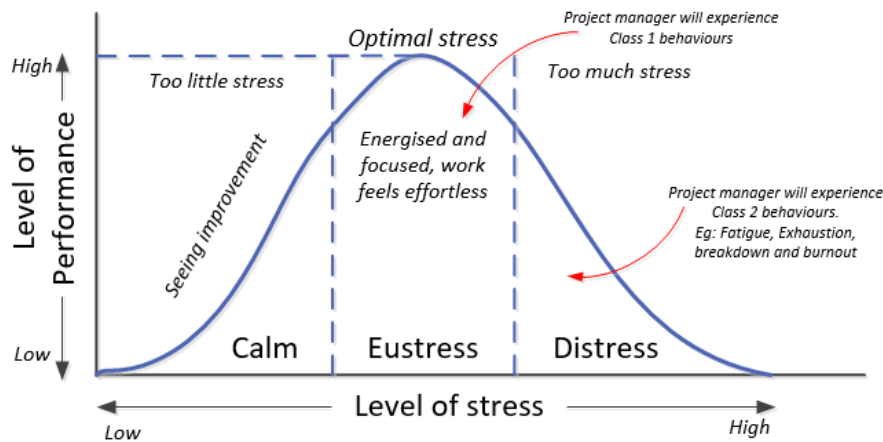 Project manager will experience
Class 1 behaviours
Optimal stress
High
Too little stress
Too much stress
Energised and
focused, work
feels effortless
Seeing improvement
Level of
Performance
Project manager will experience
Class 2 behaviours.
Eg: Fatigue, Exhaustion,
breakdown and burnout
Low
Calm
Eustress
Distress
Level of stress
Low
High